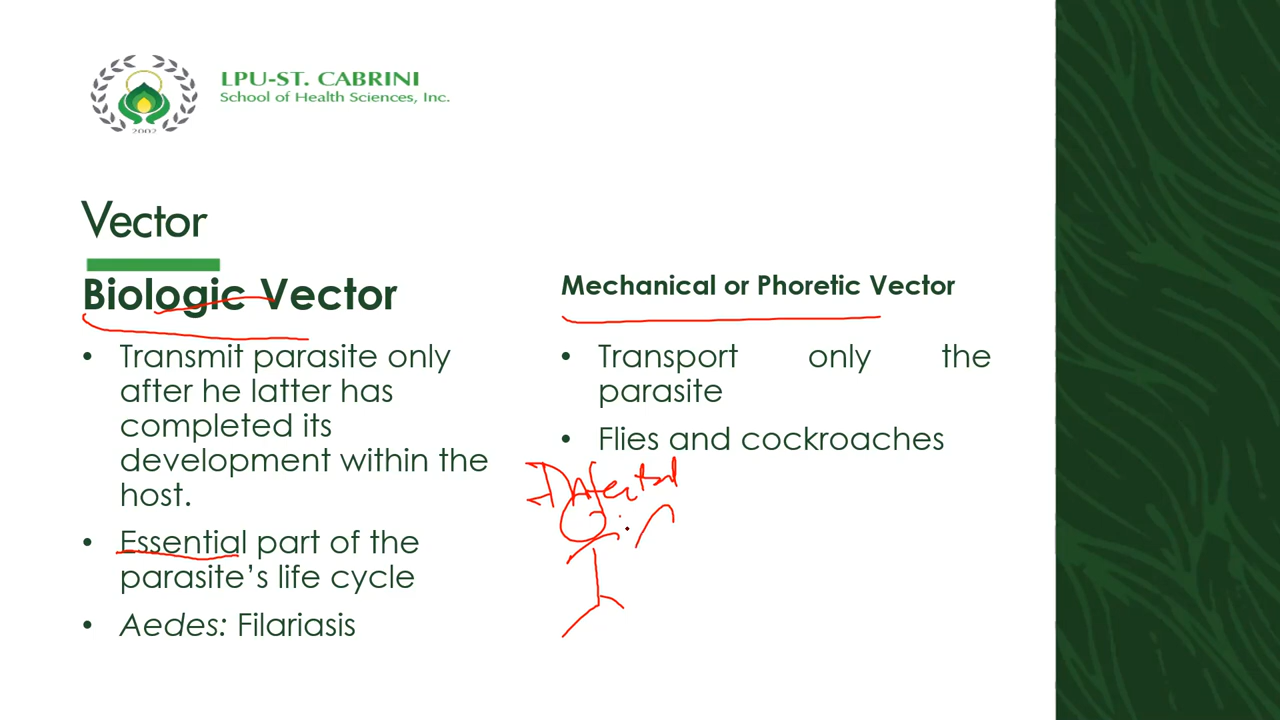 LPU-ST. CABRINI
School of Health Sciences, Inc.
2002
Vector
Biologic Vector
• Transmit parasite only
after he latter has
completed its
development within the
host.
• Essential part of the
parasite’s life cycle
• Aedes: Filariasis
Mechanical or Phoretic Vector
• Transport only the
parasite
• Flies and cockroaches
Infected